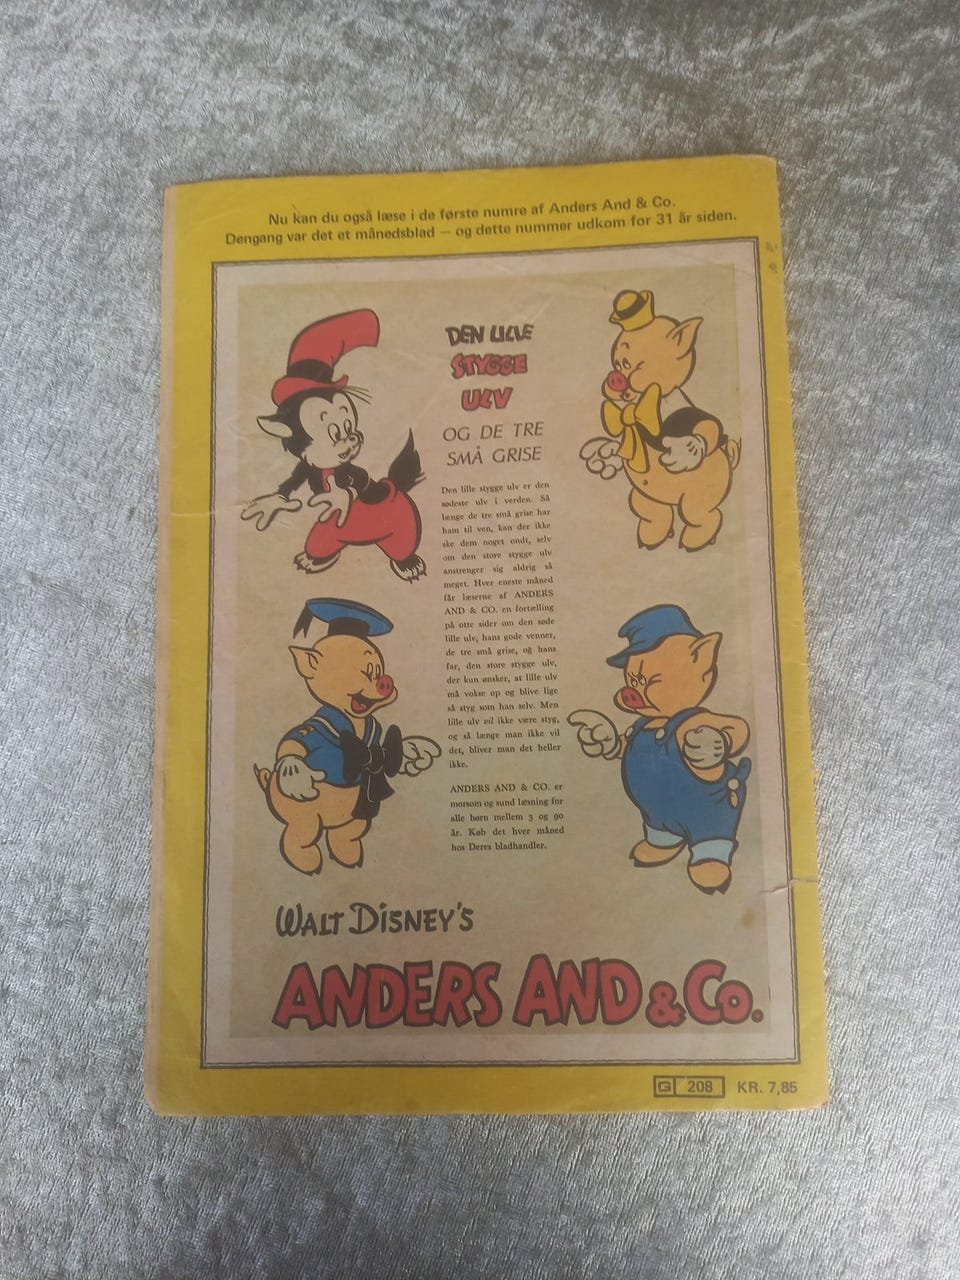 Nu kan du også læse i de første numre af Anders And & Co.
Dengang var det et månedsblad – og dette nummer udkom for 31 år siden.
DEN LILLE
STYGGE
ULV
OG DE TRE
SMÅ GRISE
Den lille stygge ulv er den
sødeste ulv i verden. Så
længe de tre små grise har
ham til ven, kan der ikke
ske dem noget ondt, selv
om den store stygge ulv
anstrenger sig aldrig så
meget. Hver eneste måned
får læserne af ANDERS
AND & CO. en fortælling
på otte sider om den søde
lille ulv, hans gode venner,
de tre små grise, og hans
far, den store stygge ulv,
der kun ønsker, at lille ulv
må vokse op og blive lige
så styg som han selv. Men
lille ulv vil ikke være styg,
og så længe man ikke vil
det, bliver man det heller
ikke.
ANDERS AND & CO. er
morsom og sund læsning for
alle børn mellem 3 og 90
år. Køb det hver måned
hos Deres bladhandler.
WALT DISNEY'S
ANDERS AND & CO.
G 208 KR. 7,85